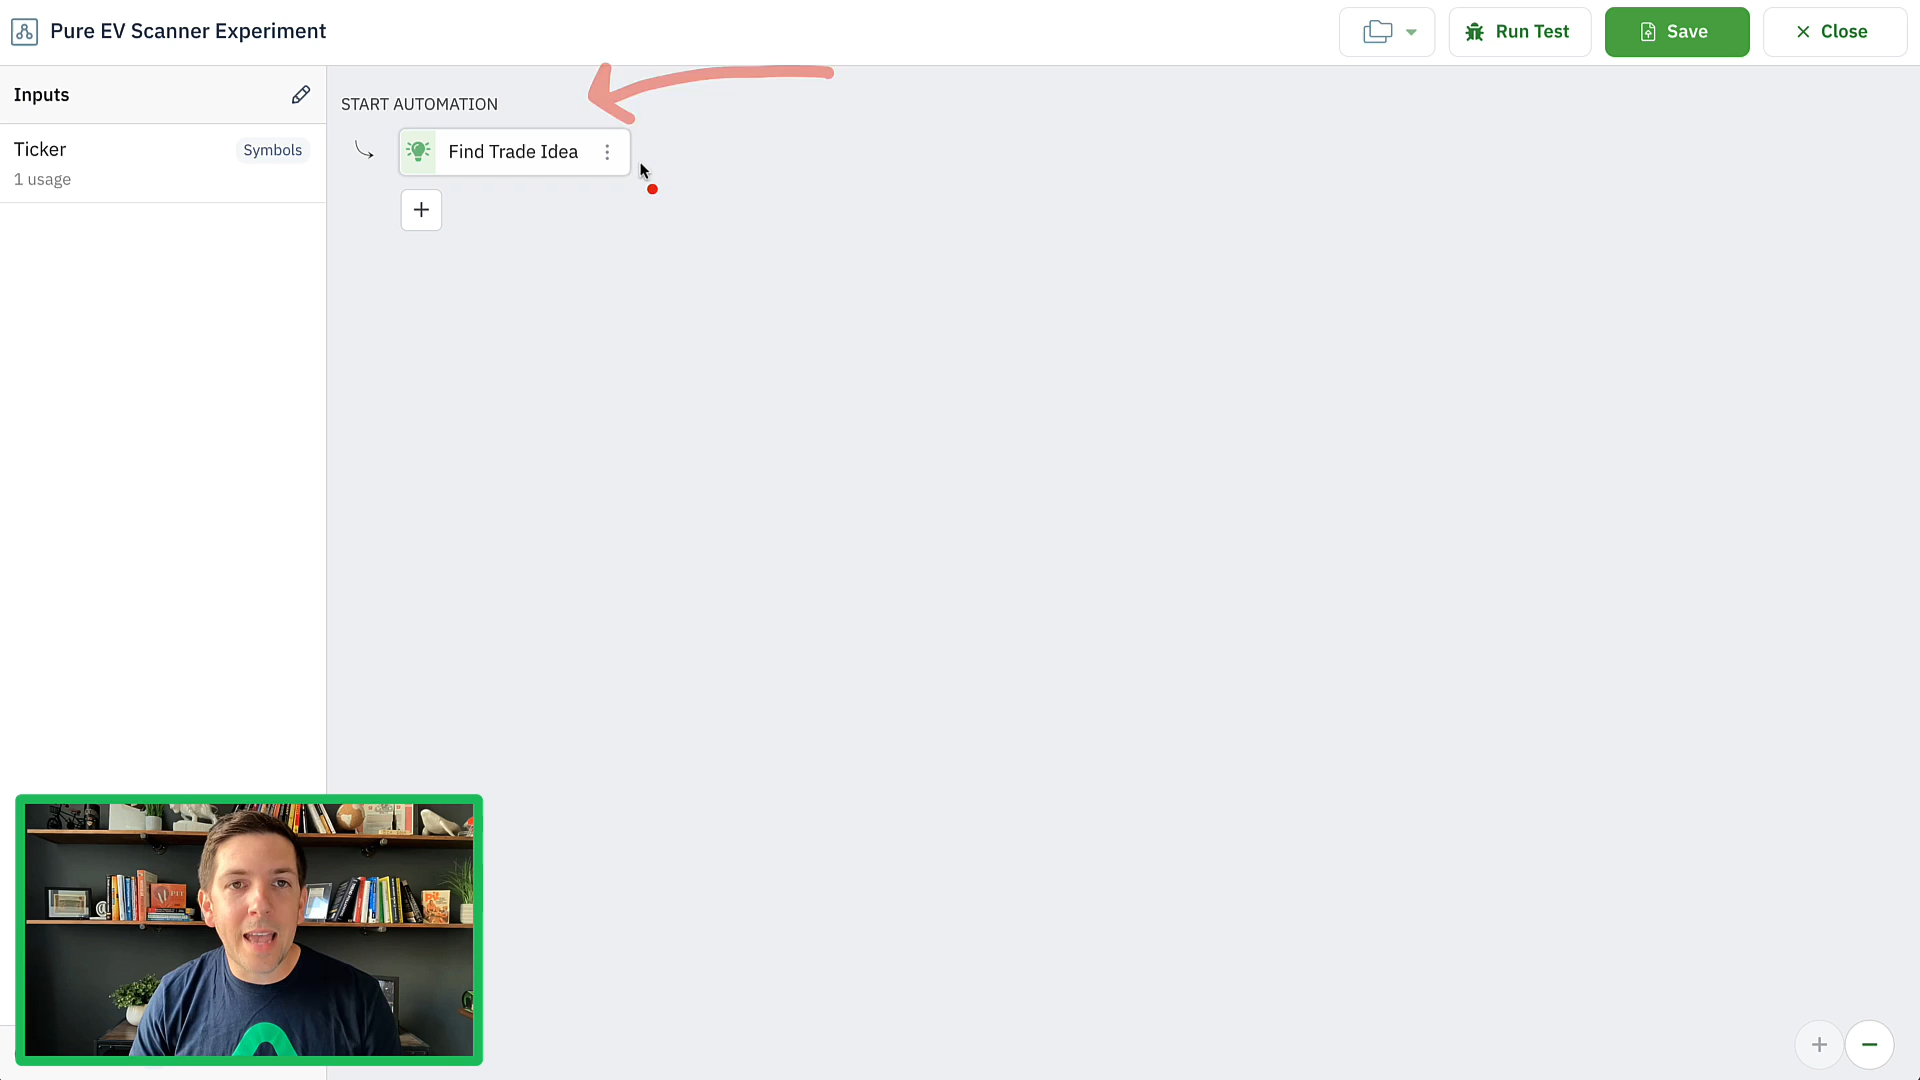 Pure EV Scanner Experiment
Run Test
Save
Close
Inputs
Ticker
Symbols
1 usage
START AUTOMATION
Find Trade Idea